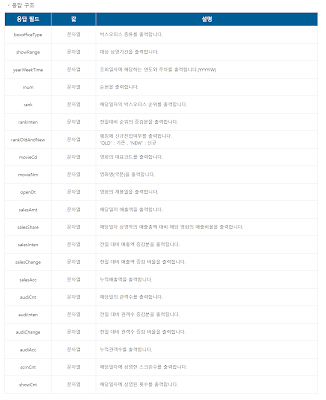 · 응답 구조
응답 필드 값 설명
boxofficeType 문자열 박스오피스 종류를 출력합니다.
showRange 문자열 대상 상영기간을 출력합니다.
yearWeekTime 문자열 조회일자에 해당하는 연도와 주차를 출력합니다.(YYYYIW)
rnum 문자열 순번을 출력합니다.
rank 문자열 해당일자의 박스오피스 순위를 출력합니다.
rankInten 문자열 전일대비 순위의 증감분을 출력합니다.
rankOldAndNew 문자열 랭킹에 신규진입여부를 출력합니다.
"OLD" : 기존 , "NEW" : 신규
movieCd 문자열 영화의 대표코드를 출력합니다.
movieNm 문자열 영화명(국문)을 출력합니다.
openDt 문자열 영화의 개봉일을 출력합니다.
salesAmt 문자열 해당일의 매출액을 출력합니다.
salesShare 문자열 해당일자 상영작의 매출총액 대비 해당 영화의 매출비율을 출력합니다.
salesInten 문자열 전일 대비 매출액 증감분을 출력합니다.
salesChange 문자열 전일 대비 매출액 증감 비율을 출력합니다.
salesAcc 문자열 누적매출액을 출력합니다.
audiCnt 문자열 해당일의 관객수를 출력합니다.
audiInten 문자열 전일 대비 관객수 증감분을 출력합니다.
audiChange 문자열 전일 대비 관객수 증감 비율을 출력합니다.
audiAcc 문자열 누적관객수를 출력합니다.
scrnCnt 문자열 해당일자에 상영한 스크린수를 출력합니다.
showCnt 문자열 해당일자에 상영된 횟수를 출력합니다.